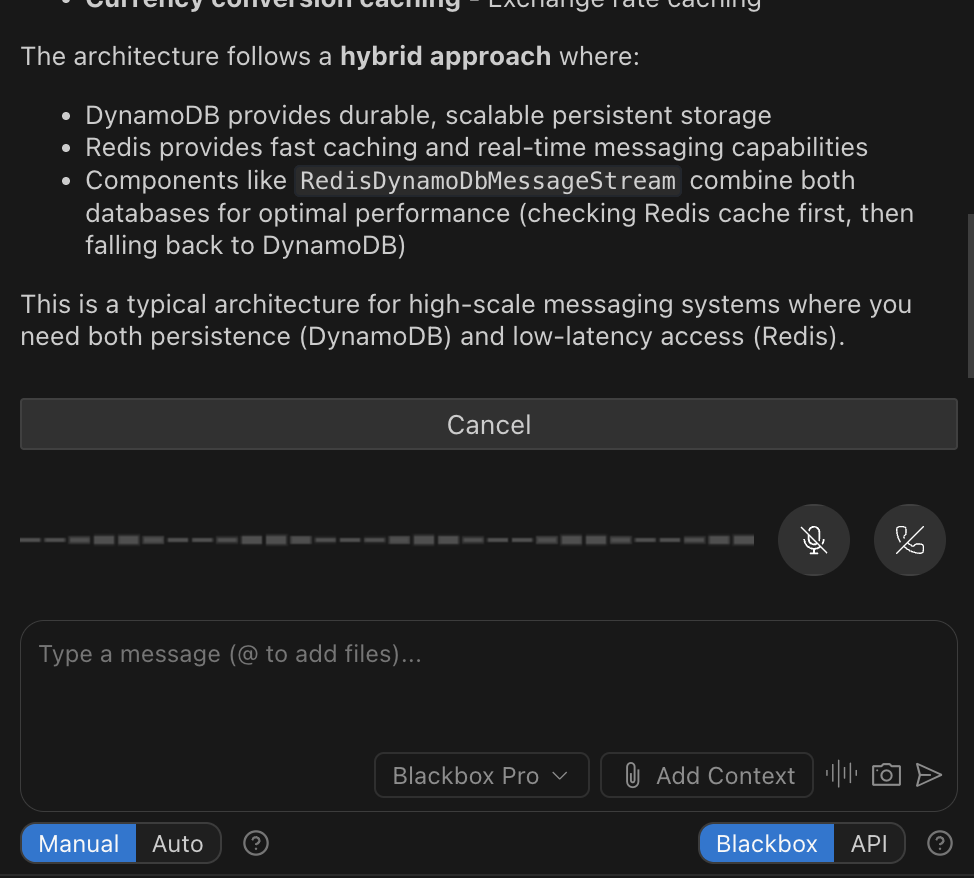 • Currency conversion caching - Exchange rate caching
The architecture follows a hybrid approach where:
• DynamoDB provides durable, scalable persistent storage
• Redis provides fast caching and real-time messaging capabilities
• Components like RedisDynamoDbMessageStream combine both
databases for optimal performance (checking Redis cache first, then
falling back to DynamoDB)
This is a typical architecture for high-scale messaging systems where you
need both persistence (DynamoDB) and low-latency access (Redis).
Cancel
Type a message (@ to add files)...
Blackbox Pro Add Context
Manual Auto ? Blackbox API ?